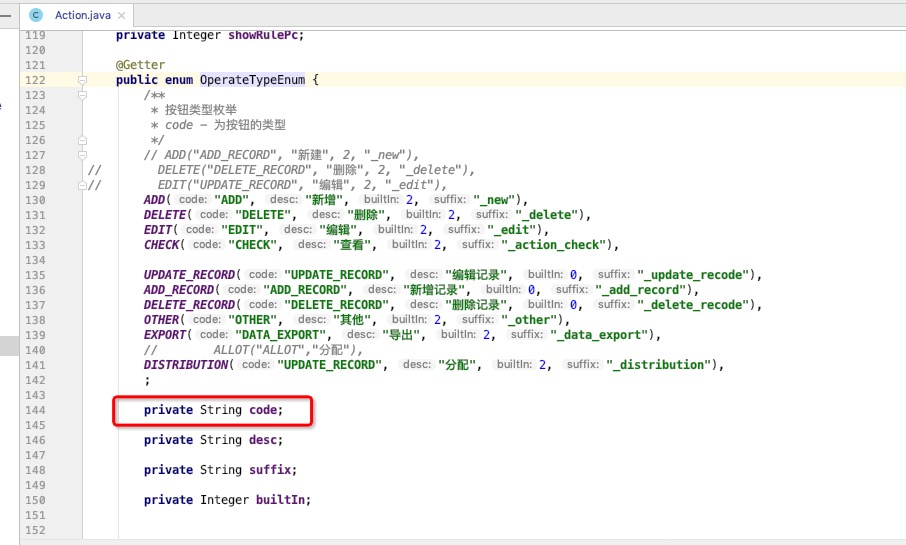 Action.java
119 private Integer showRulePc;
120
121 @Getter
122 public enum OperateTypeEnum {
123 /**
124 * 按钮类型枚举
125 * code - 为按钮的类型
126 */
127 // ADD("ADD_RECORD", "新建", 2, "_new"),
128 // DELETE("DELETE_RECORD", "删除", 2, "_delete"),
129 // EDIT("UPDATE_RECORD", "编辑", 2, "_edit"),
130 ADD( code: "ADD", desc: "新增", builtIn: 2, suffix: "_new"),
131 DELETE( code: "DELETE", desc: "删除", builtIn: 2, suffix: "_delete"),
132 EDIT( code: "EDIT", desc: "编辑", builtIn: 2, suffix: "_edit"),
133 CHECK( code: "CHECK", desc: "查看", builtIn: 2, suffix: "_action_check"),
134
135 UPDATE_RECORD( code: "UPDATE_RECORD", desc: "编辑记录", builtIn: 0, suffix: "_update_recode"),
136 ADD_RECORD( code: "ADD_RECORD", desc: "新增记录", builtIn: 0, suffix: "_add_record"),
137 DELETE_RECORD( code: "DELETE_RECORD", desc: "删除记录", builtIn: 0, suffix: "_delete_recode"),
138 OTHER( code: "OTHER", desc: "其他", builtIn: 2, suffix: "_other"),
139 EXPORT( code: "DATA_EXPORT", desc: "导出", builtIn: 2, suffix: "_data_export"),
140 // ALLOT("ALLOT","分配"),
141 DISTRIBUTION( code: "UPDATE_RECORD", desc: "分配", builtIn: 2, suffix: "_distribution"),
142 ;
143
144 private String code;
145
146 private String desc;
147
148 private String suffix;
149
150 private Integer builtIn;
151
152